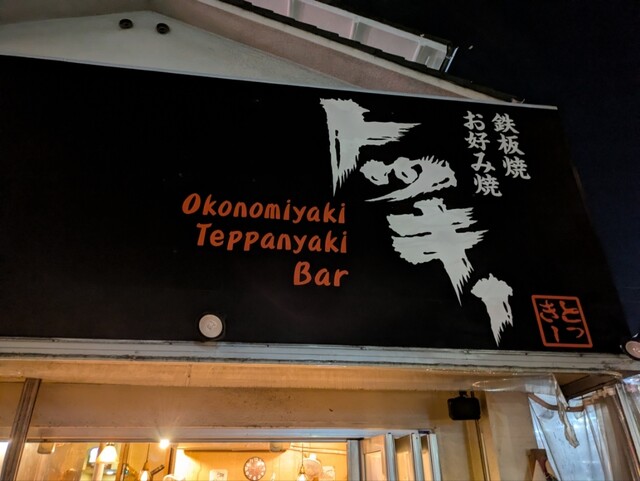 鉄板焼
お好み焼
トッキー
Okonomiyaki
Teppanyaki
Bar
とっ
きー